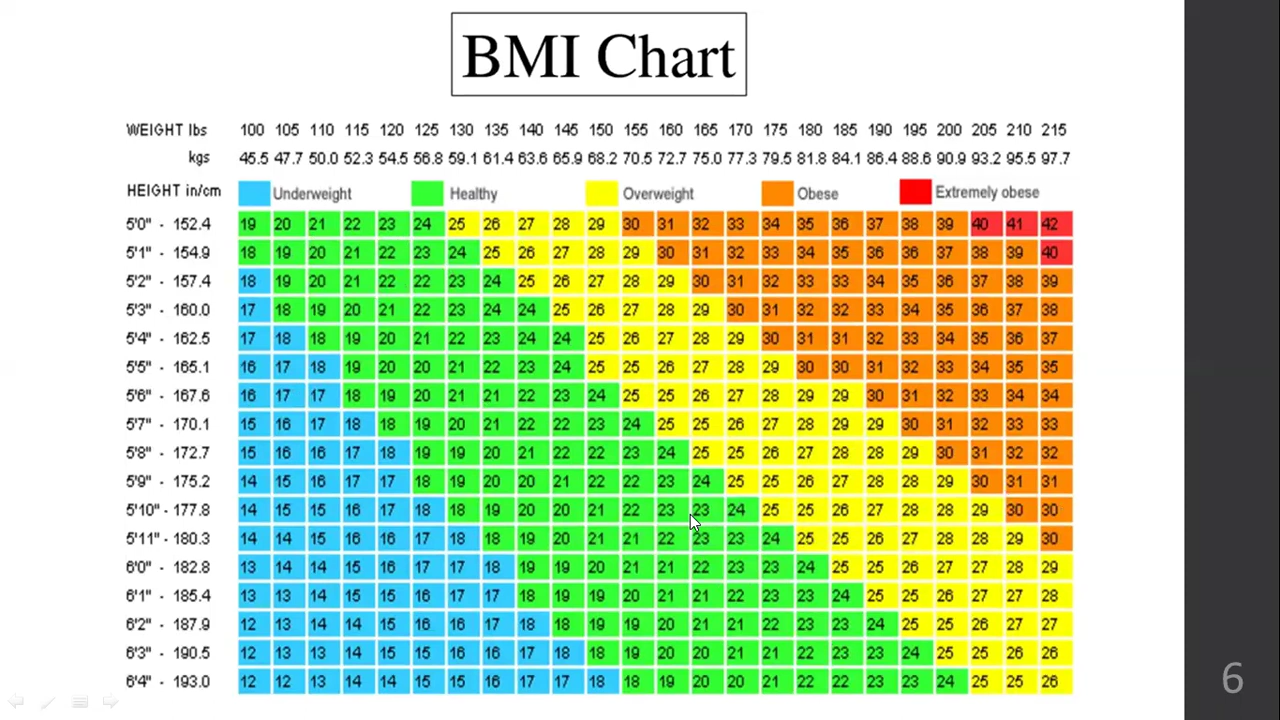 BMI Chart
WEIGHT lbs 100 105 110 115 120 125 130 135 140 145 150 155 160 165 170 175 180 185 190 195 200 205 210 215
kgs 45.5 47.7 50.0 52.3 54.5 56.8 59.1 61.4 63.6 65.9 68.2 70.5 72.7 75.0 77.3 79.5 81.8 84.1 86.4 88.6 90.9 93.2 95.5 97.7
HEIGHT in/cm Underweight Healthy Overweight Obese Extremely obese
5'0" - 152.4 19 20 21 22 23 24 25 26 27 28 29 30 31 32 33 34 35 36 37 38 39 40 41 42
5'1" - 154.9 18 19 20 21 22 23 24 25 26 27 28 29 30 31 32 33 34 35 36 36 37 38 39 40
5'2" - 157.4 18 19 20 21 22 22 23 24 25 26 27 28 29 30 31 32 33 33 34 35 36 37 38 39
5'3" - 160.0 17 18 19 20 21 22 23 24 24 25 26 27 28 29 30 31 32 32 33 34 35 36 37 38
5'4" - 162.5 17 18 18 19 20 21 22 23 24 24 25 26 27 28 29 30 31 31 32 33 34 35 36 37
5'5" - 165.1 16 17 18 19 20 20 21 22 23 24 25 25 26 27 28 29 30 30 31 32 33 34 35 35
5'6" - 167.6 16 17 17 18 19 20 21 21 22 23 24 25 25 26 27 28 29 29 30 31 32 33 34 34
5'7" - 170.1 15 16 17 18 18 19 20 21 22 22 23 24 25 25 26 27 28 29 29 30 31 32 33 33
5'8" - 172.7 15 16 16 17 18 19 19 20 21 22 22 23 24 25 25 26 27 28 28 29 30 31 32 32
5'9" - 175.2 14 15 16 17 17 18 19 20 20 21 22 22 23 24 25 25 26 27 28 28 29 30 31 31
5'10" - 177.8 14 15 15 16 17 18 18 19 20 20 21 22 23 23 24 25 25 26 27 28 28 29 30 30
5'11" - 180.3 14 14 15 16 16 17 18 18 19 20 21 21 22 23 23 24 25 25 26 27 28 28 29 30
6'0" - 182.8 13 14 14 15 16 17 17 18 19 19 20 21 21 22 23 23 24 25 25 26 27 27 28 29
6'1" - 185.4 13 13 14 15 15 16 17 17 18 19 19 20 21 21 22 23 23 24 25 25 26 27 27 28
6'2" - 187.9 12 13 14 14 15 16 16 17 18 18 19 19 20 21 21 22 23 23 24 25 25 26 27 27
6'3" - 190.5 12 13 13 14 15 15 16 16 17 18 18 19 20 20 21 21 22 23 23 24 25 25 26 26
6'4" - 193.0 12 12 13 14 14 15 15 16 17 17 18 18 19 20 20 21 22 22 23 23 24 25 25 26
6